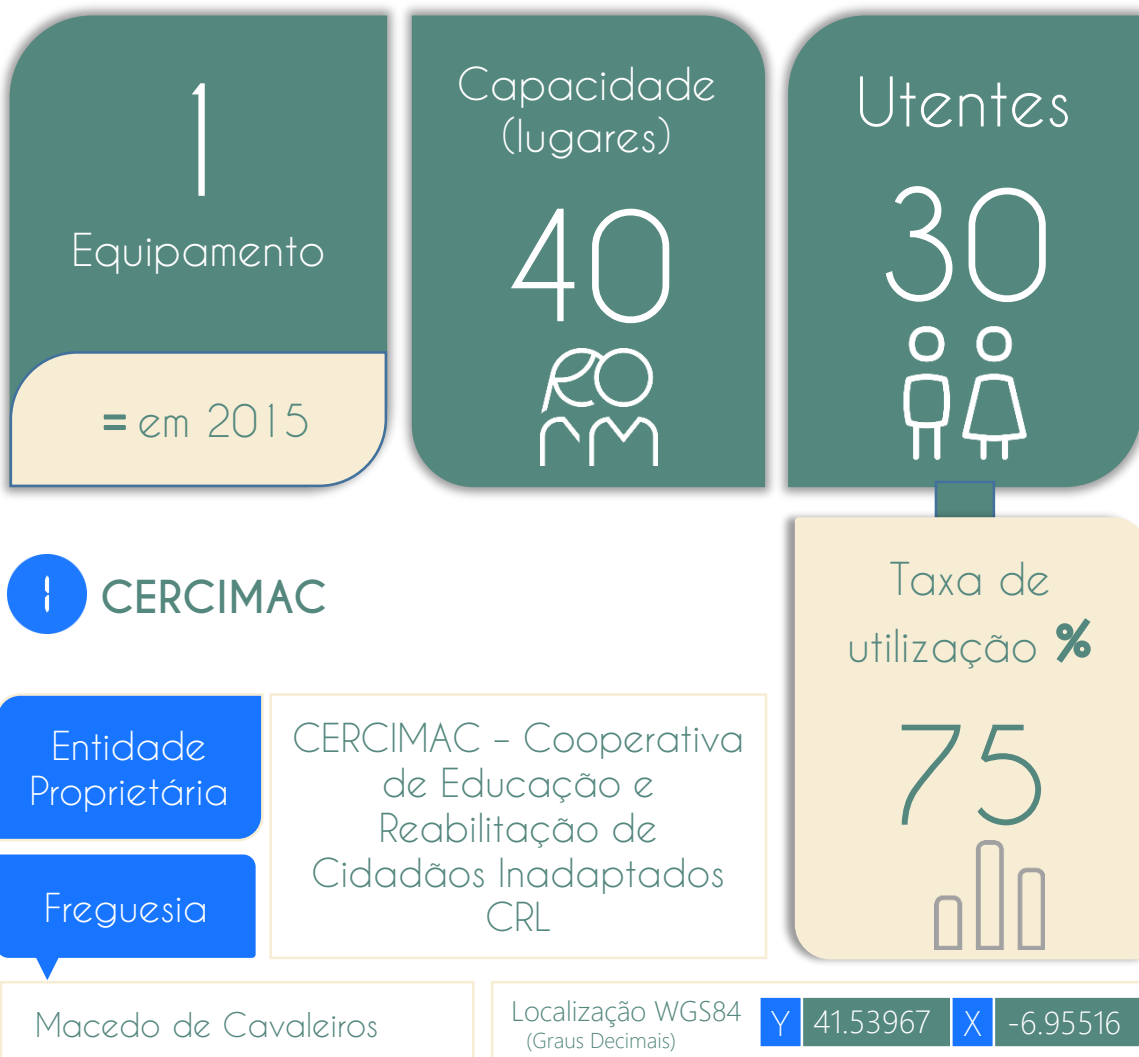 1
Equipamento
= em 2015
Capacidade
(lugares)
40
Utentes
30
Taxa de
utilização %
75
1 CERCIMAC
Entidade
Proprietária
CERCIMAC – Cooperativa
de Educação e
Reabilitação de
Cidadãos Inadaptados
CRL
Freguesia
Macedo de Cavaleiros
Localização WGS84
(Graus Decimais)
Y 41.53967 X -6.95516